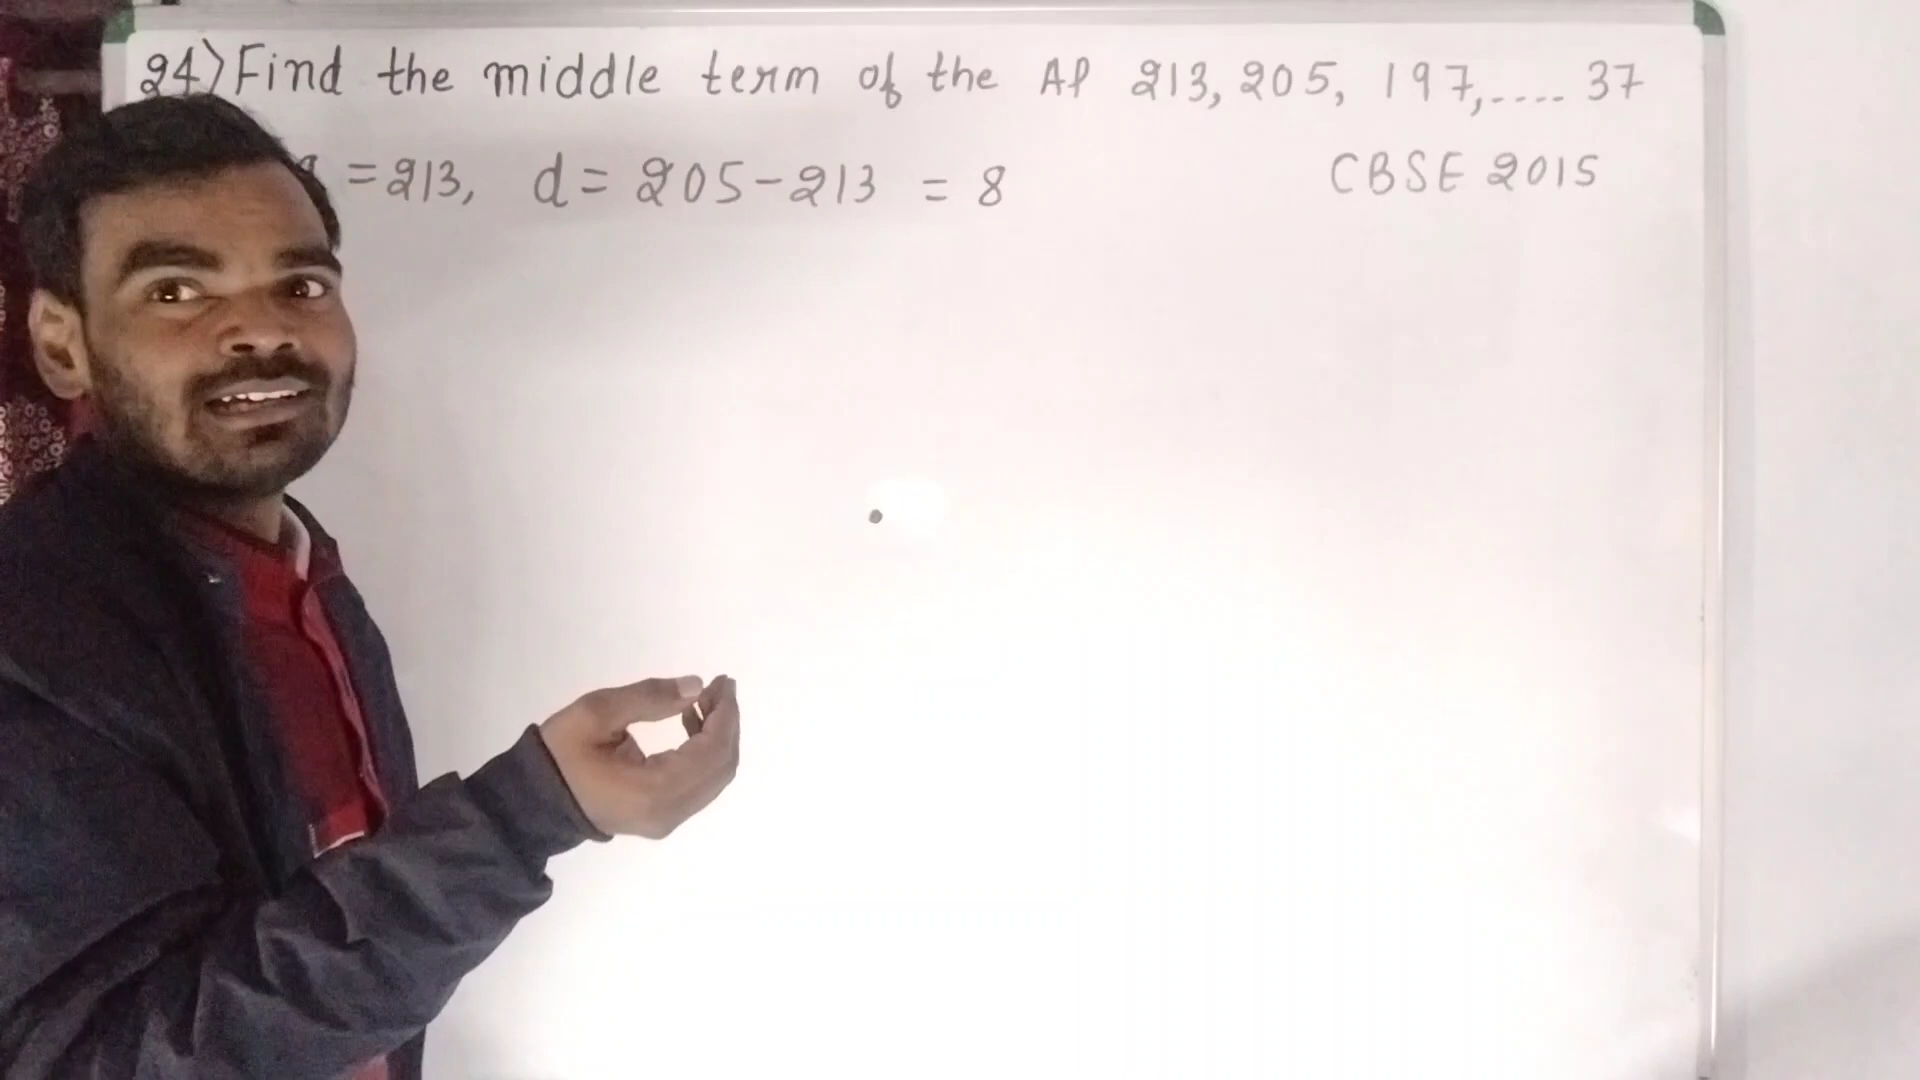 24) Find the middle term of the AP 213, 205, 197,.... 37
= 213, d = 205 - 213 = 8
CBSE 2015